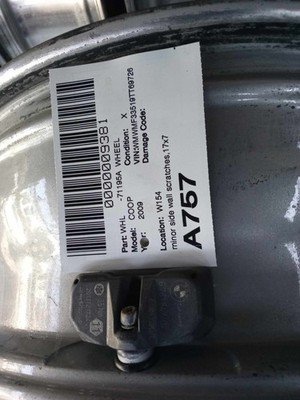 0000009381
-71195A WHEEL
Part: WHL
Condition: X
Model: COOP
VIN:WMWMF33519TT69726
Year: 2009
Damage Code:
Location: W154
minor side wall scratches,17x7
A757